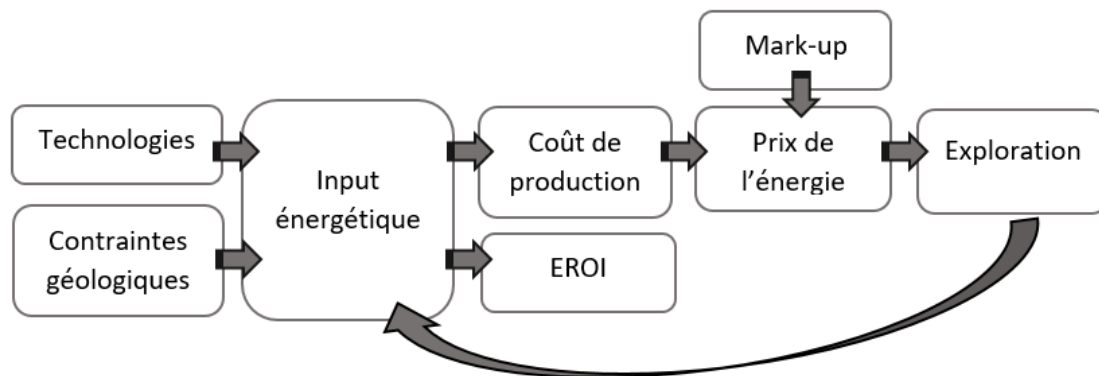 Mark-up
Technologies
Input
énergétique
Coût de
production
Prix de
l’énergie
Exploration
Contraintes
géologiques
EROI